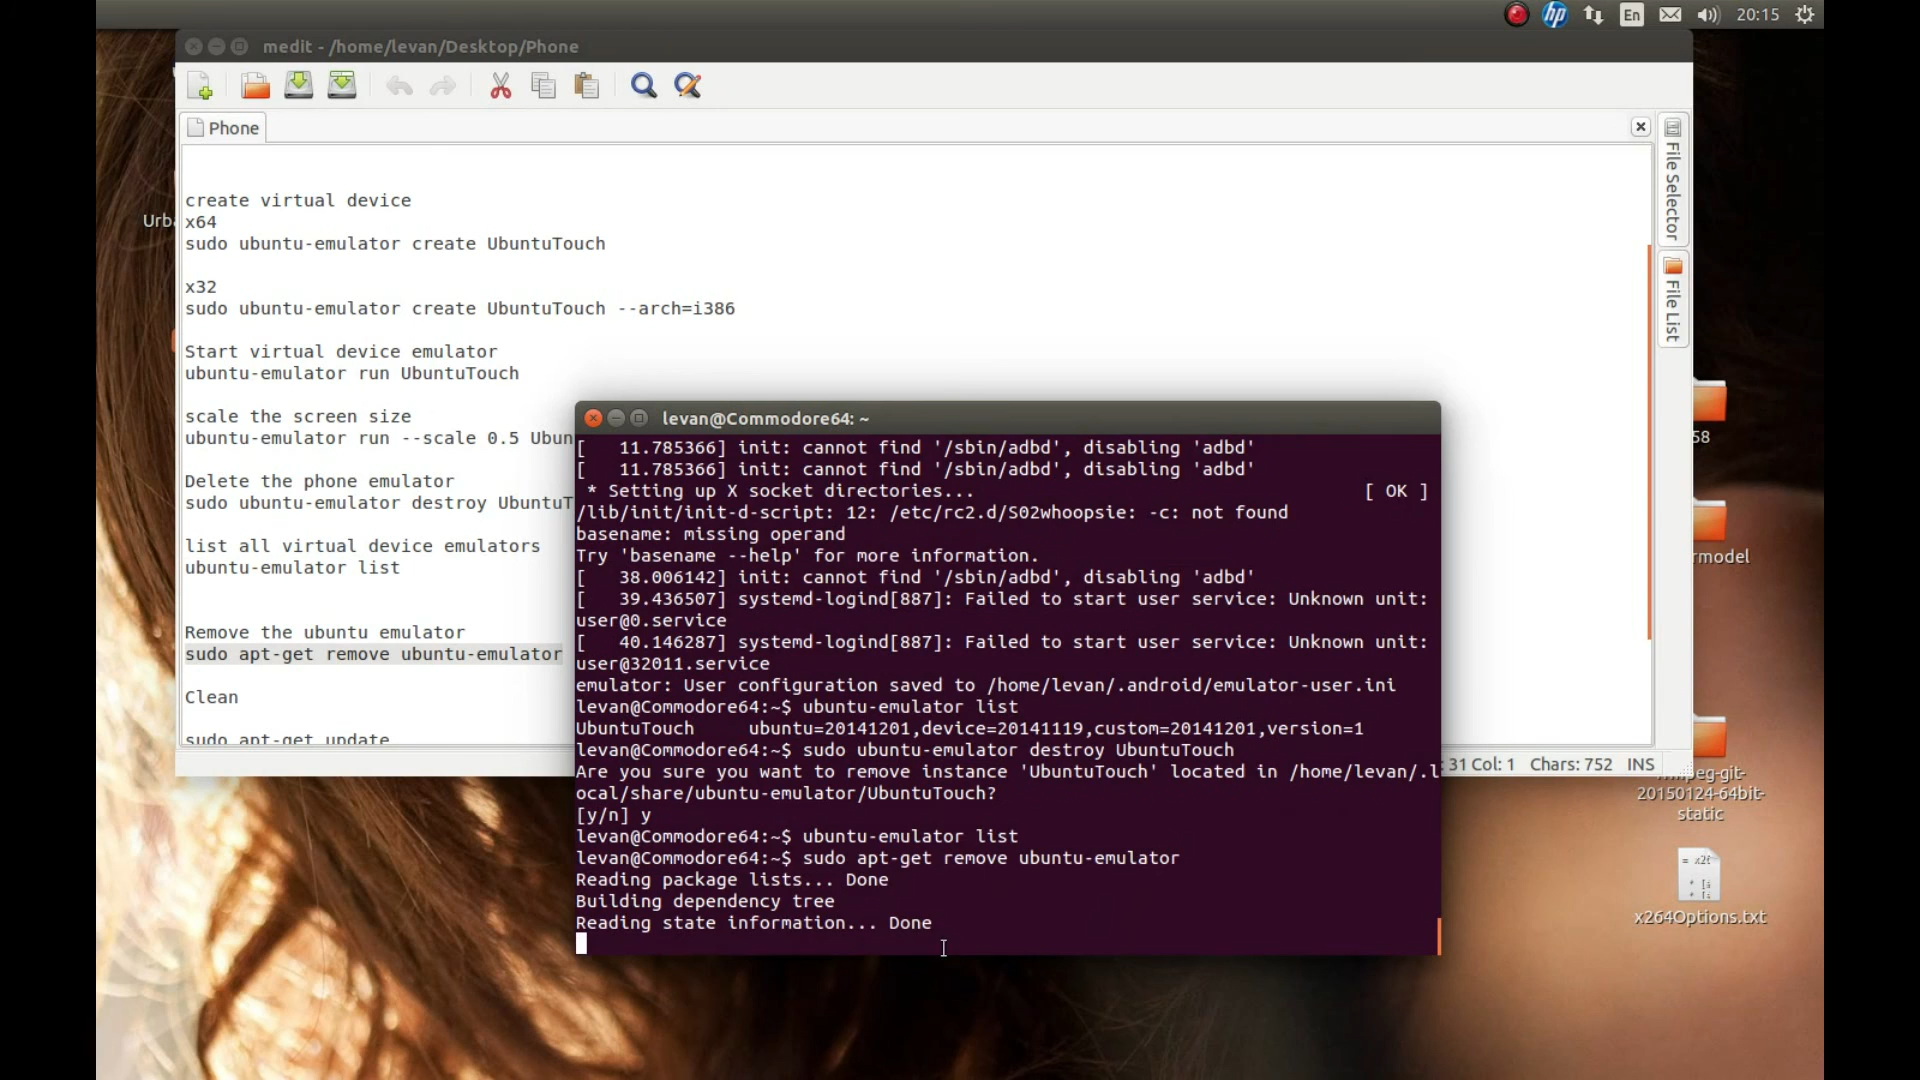 hp
En
20:15
medit - /home/levan/Desktop/Phone
Phone
File Selector
File List
create virtual device
x64
sudo ubuntu-emulator create UbuntuTouch
x32
sudo ubuntu-emulator create UbuntuTouch --arch=i386
Start virtual device emulator
ubuntu-emulator run UbuntuTouch
scale the screen size
ubuntu-emulator run --scale 0.5 Ubun
Delete the phone emulator
sudo ubuntu-emulator destroy UbuntuT
list all virtual device emulators
ubuntu-emulator list
Remove the ubuntu emulator
sudo apt-get remove ubuntu-emulator
Clean
sudo apt-get update
: 31 Col: 1 Chars: 752 INS
levan@Commodore64: ~
[   11.785366] init: cannot find '/sbin/adbd', disabling 'adbd'
[   11.785366] init: cannot find '/sbin/adbd', disabling 'adbd'
 * Setting up X socket directories... [ OK ]
/lib/init/init-d-script: 12: /etc/rc2.d/S02whoopsie: -c: not found
basename: missing operand
Try 'basename --help' for more information.
[   38.006142] init: cannot find '/sbin/adbd', disabling 'adbd'
[   39.436507] systemd-logind[887]: Failed to start user service: Unknown unit:
user@0.service
[   40.146287] systemd-logind[887]: Failed to start user service: Unknown unit:
user@32011.service
emulator: User configuration saved to /home/levan/.android/emulator-user.ini
levan@Commodore64:~$ ubuntu-emulator list
UbuntuTouch     ubuntu=20141201,device=20141119,custom=20141201,version=1
levan@Commodore64:~$ sudo ubuntu-emulator destroy UbuntuTouch
Are you sure you want to remove instance 'UbuntuTouch' located in /home/levan/.l
ocal/share/ubuntu-emulator/UbuntuTouch?
[y/n] y
levan@Commodore64:~$ ubuntu-emulator list
levan@Commodore64:~$ sudo apt-get remove ubuntu-emulator
Reading package lists... Done
Building dependency tree
Reading state information... Done
Urba
58
rmodel
mpeg-git-
20150124-64bit-
static
x264Options.txt